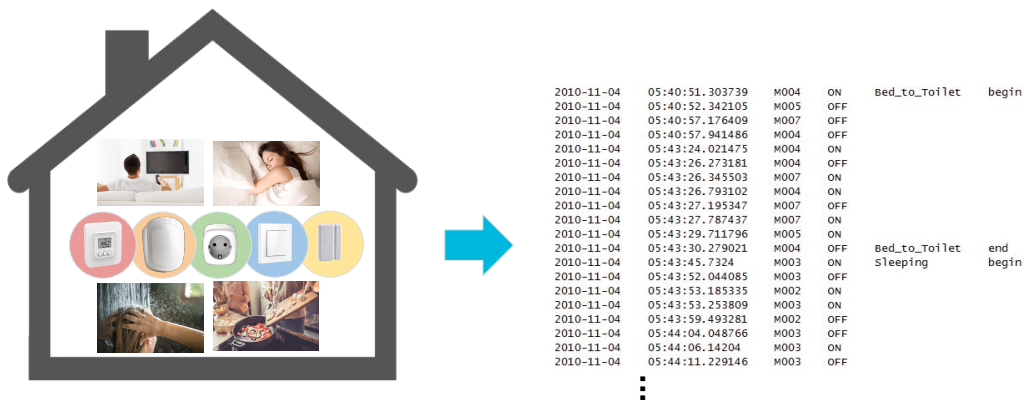 2010-11-04 05:40:51.303739 M004 ON Bed_to_Toilet begin
2010-11-04 05:40:52.342105 M005 OFF
2010-11-04 05:40:57.176409 M007 OFF
2010-11-04 05:40:57.941486 M004 OFF
2010-11-04 05:43:24.021475 M004 ON
2010-11-04 05:43:26.273181 M004 OFF
2010-11-04 05:43:26.345503 M007 ON
2010-11-04 05:43:26.793102 M004 ON
2010-11-04 05:43:27.195347 M007 OFF
2010-11-04 05:43:27.787437 M007 ON
2010-11-04 05:43:29.711796 M005 ON
2010-11-04 05:43:30.279021 M004 OFF Bed_to_Toilet end
2010-11-04 05:43:45.7324 M003 ON Sleeping begin
2010-11-04 05:43:52.044085 M003 OFF
2010-11-04 05:43:53.185335 M002 ON
2010-11-04 05:43:53.253809 M003 ON
2010-11-04 05:43:59.493281 M002 OFF
2010-11-04 05:44:04.048766 M003 OFF
2010-11-04 05:44:06.14204 M003 ON
2010-11-04 05:44:11.229146 M003 OFF